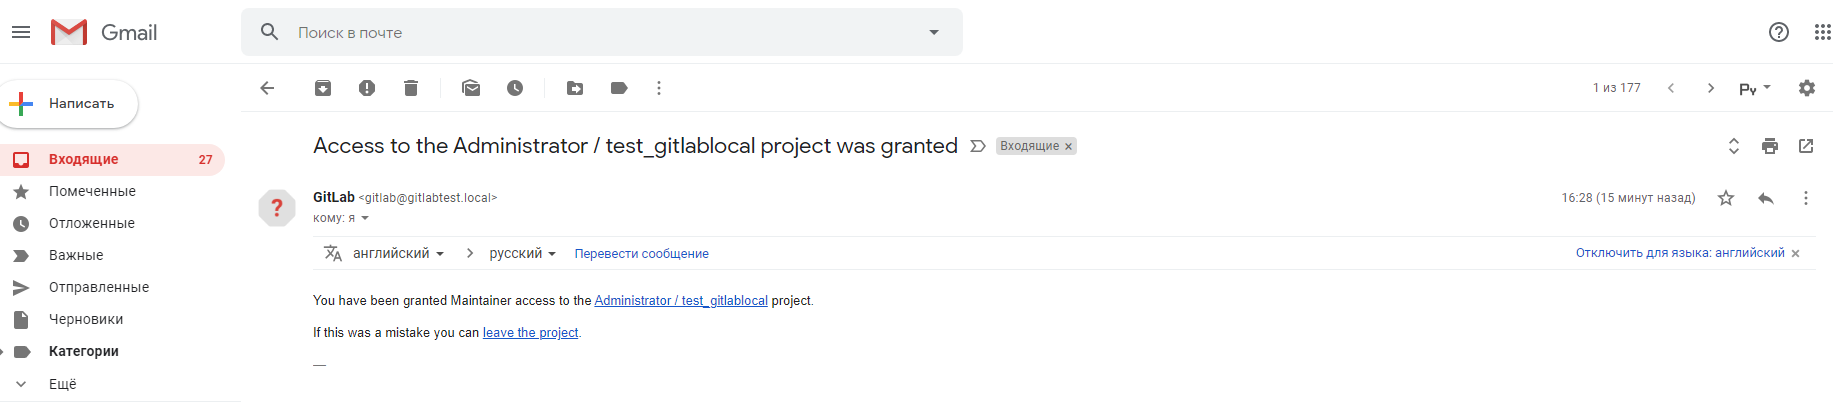 Gmail
Поиск в почте
Написать
1 из 177
Ру
Входящие 27
Access to the Administrator / test_gitlablocal project was granted Входящие ×
Помеченные
GitLab <gitlab@gitlabtest.local> 16:28 (15 минут назад)
кому: я
Отложенные
Важные
английский > русский Перевести сообщение Отключить для языка: английский ×
Отправленные
You have been granted Maintainer access to the Administrator / test_gitlablocal project.
Черновики
If this was a mistake you can leave the project.
Категории
—
Ещё